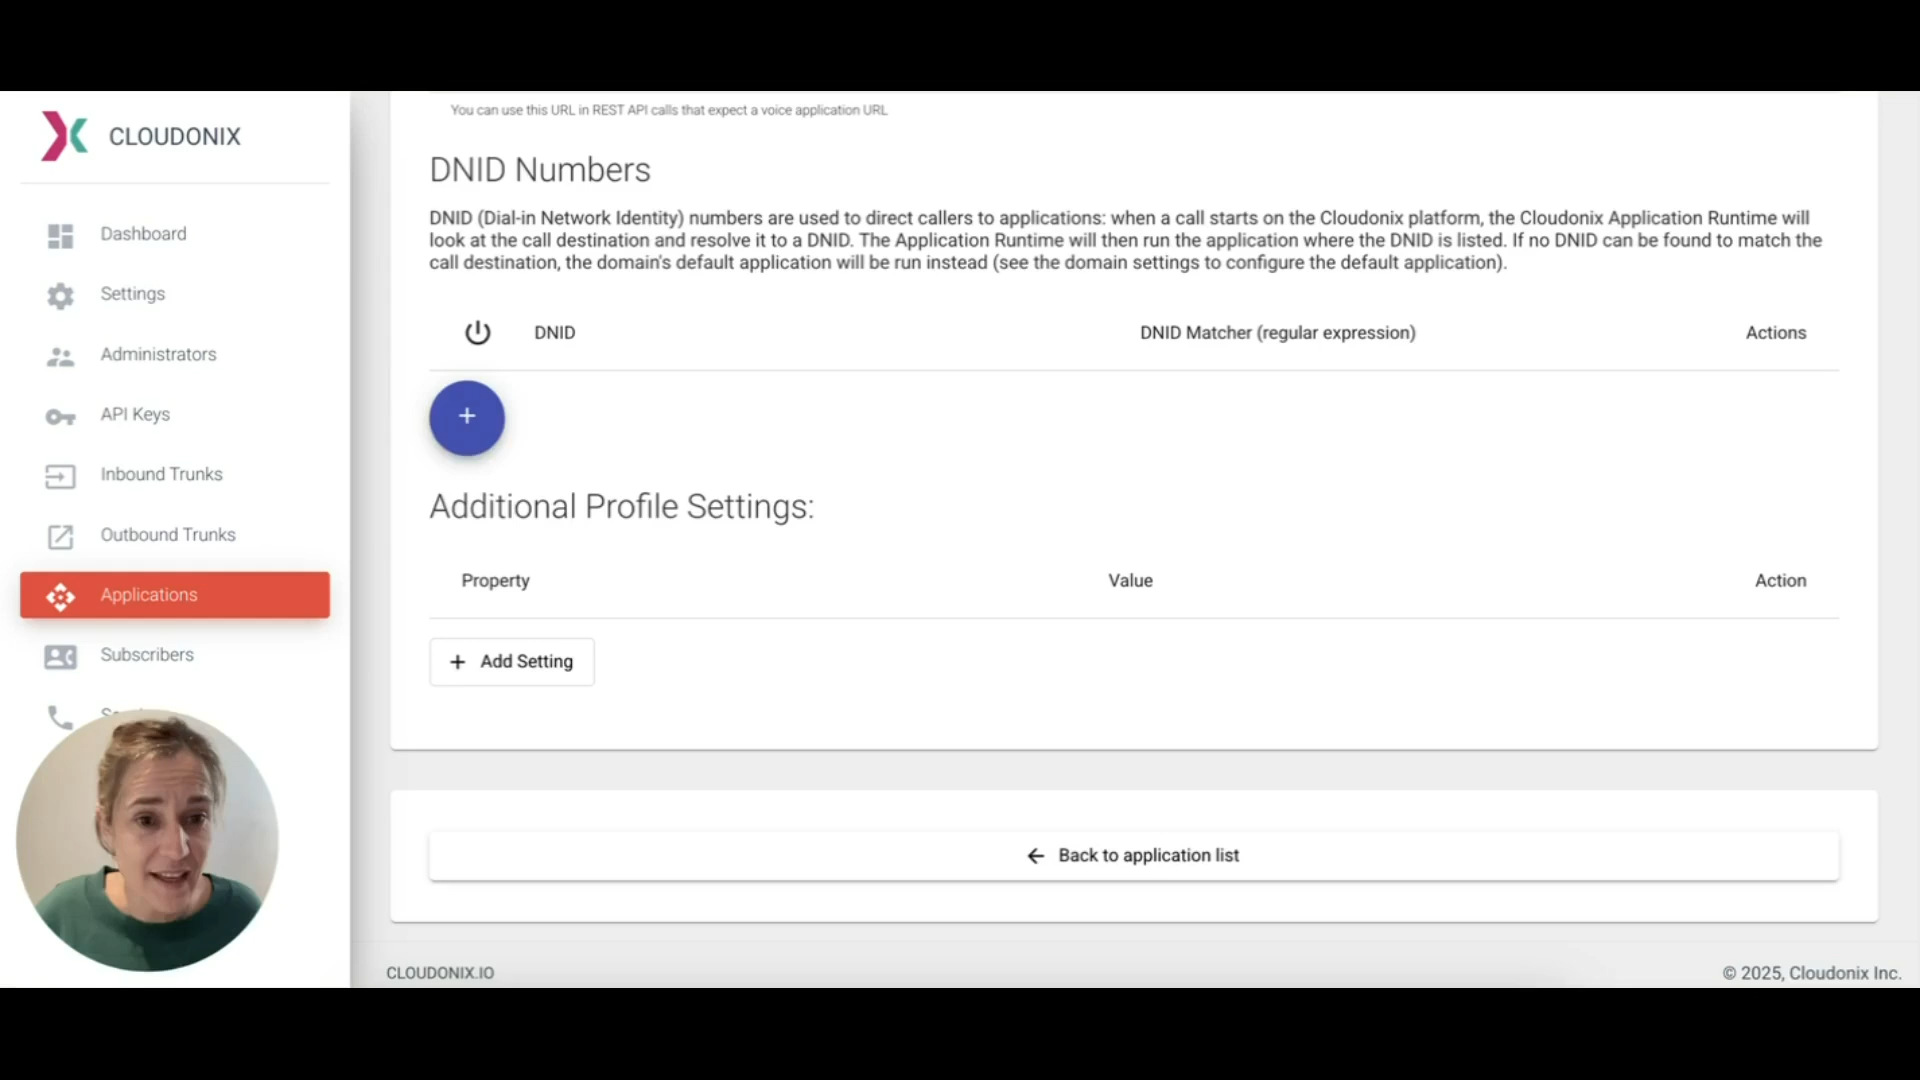 You can use this URL in REST API calls that expect a voice application URL
CLOUDONIX
DNID Numbers
DNID (Dial-in Network Identity) numbers are used to direct callers to applications: when a call starts on the Cloudonix platform, the Cloudonix Application Runtime will
look at the call destination and resolve it to a DNID. The Application Runtime will then run the application where the DNID is listed. If no DNID can be found to match the
call destination, the domain's default application will be run instead (see the domain settings to configure the default application).
Dashboard
Settings
Administrators
API Keys
Inbound Trunks
Outbound Trunks
Applications
Subscribers
DNID
DNID Matcher (regular expression)
Actions
+
Additional Profile Settings:
Property
Value
Action
+ Add Setting
← Back to application list
CLOUDONIX.IO
© 2025, Cloudonix Inc.